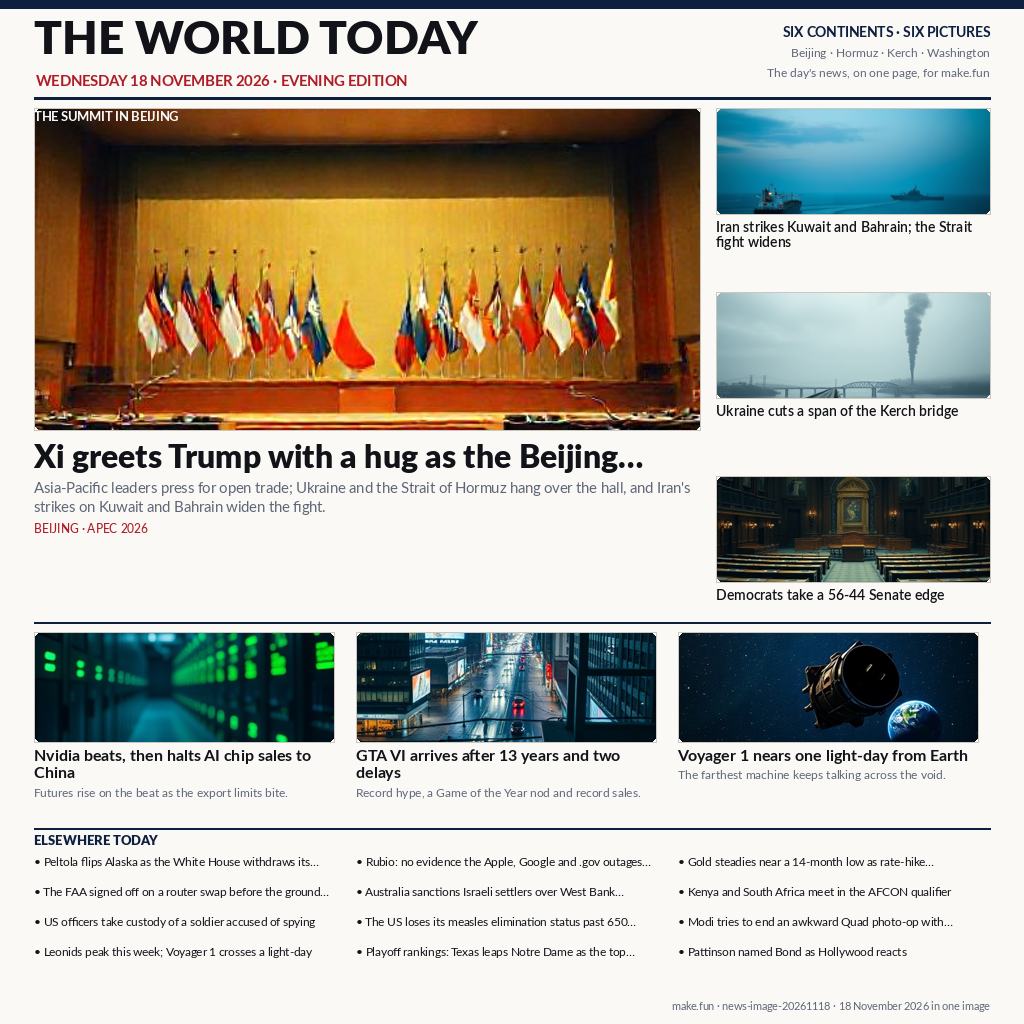 THE WORLD TODAY
WEDNESDAY 18 NOVEMBER 2026 · EVENING EDITION
SIX CONTINENTS · SIX PICTURES
Beijing · Hormuz · Kerch · Washington
The day's news, on one page, for make.fun
THE SUMMIT IN BEIJING
Xi greets Trump with a hug as the Beijing...
Asia-Pacific leaders press for open trade; Ukraine and the Strait of Hormuz hang over the hall, and Iran's
strikes on Kuwait and Bahrain widen the fight.
BEIJING · APEC 2026
Iran strikes Kuwait and Bahrain; the Strait
fight widens
Ukraine cuts a span of the Kerch bridge
Democrats take a 56-44 Senate edge
Nvidia beats, then halts AI chip sales to
China
Futures rise on the beat as the export limits bite.
GTA VI arrives after 13 years and two
delays
Record hype, a Game of the Year nod and record sales.
Voyager 1 nears one light-day from Earth
The farthest machine keeps talking across the void.
ELSEWHERE TODAY
• Peltola flips Alaska as the White House withdraws its...
• The FAA signed off on a router swap before the ground...
• US officers take custody of a soldier accused of spying
• Leonids peak this week; Voyager 1 crosses a light-day
• Rubio: no evidence the Apple, Google and .gov outages...
• Australia sanctions Israeli settlers over West Bank...
• The US loses its measles elimination status past 650...
• Playoff rankings: Texas leaps Notre Dame as the top...
• Gold steadies near a 14-month low as rate-hike...
• Kenya and South Africa meet in the AFCON qualifier
• Modi tries to end an awkward Quad photo-op with...
• Pattinson named Bond as Hollywood reacts
make.fun · news-image-20261118 · 18 November 2026 in one image